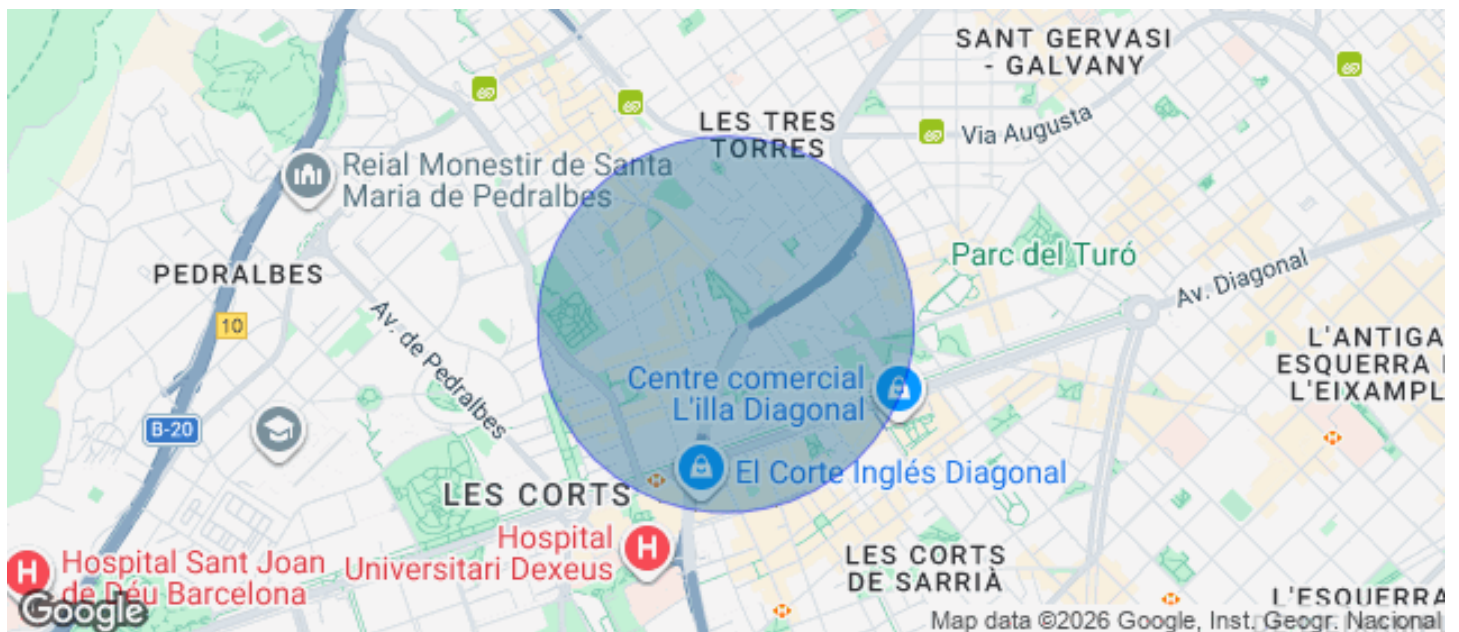 SANT GERVASI
- GALVANY
LES TRES
TORRES
Via Augusta
Reial Monestir de Santa
Maria de Pedralbes
PEDRALBES
Parc del Turó
Av. Diagonal
10
Av. de Pedralbes
L'ANTIGA
ESQUERRA
L'EIXAMPL
Centre comercial
L'illa Diagonal
B-20
El Corte Inglés Diagonal
LES CORTS
Hospital
Universitari Dexeus
H
LES CORTS
DE SARRIÀ
H
Hospital Sant Joan
de Déu Barcelona
L'ESQUERRA
Google
Map data ©2026 Google, Inst. Geogr. Nacional